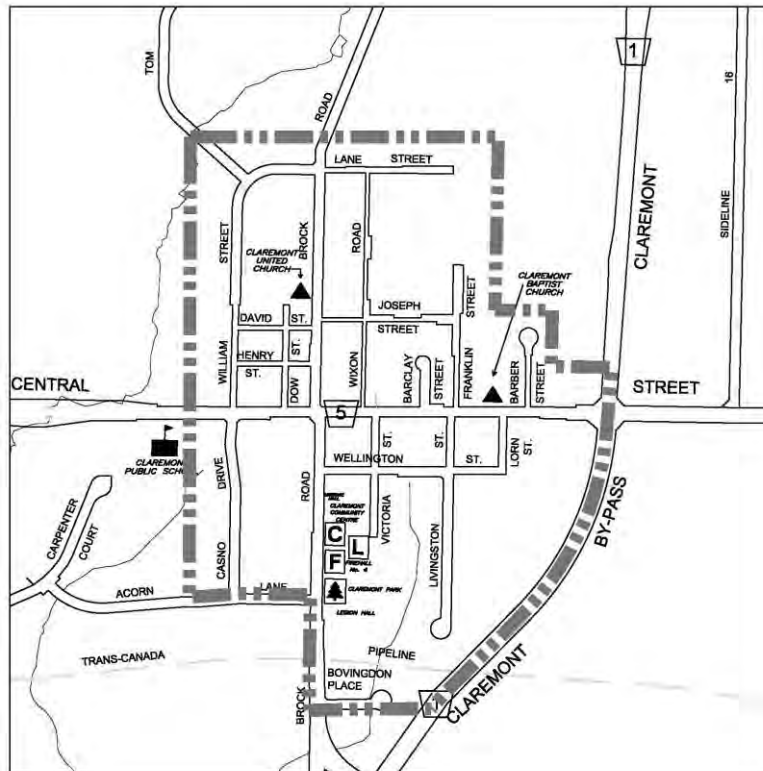 TOM
ROAD
1
16
LANE STREET
SIDELINE
CLAREMONT
STREET
BROCK
ROAD
CLAREMONT
UNITED
CHURCH
CLAREMONT
BAPTIST
CHURCH
STREET
JOSEPH
STREET
DAVID ST.
WILLIAM
HENRY
ST.
ST.
DOW
WIXON
BARCLAY
STREET
FRANKLIN
BARBER
STREET
CENTRAL
STREET
5
ST.
ST.
LORN
ST.
WELLINGTON ST.
CLAREMON
PUBLIC SCH
DRIVE
ROAD
CLAREMONT
COMMUNITY
CENTRE
C
L
F
FIREHALL
No. 4
VICTORIA
BY-PASS
CARPENTER
COURT
CASNO
LIVINGSTON
ACORN
LANE
CLAREMONT PARK
LEGION HALL
TRANS-CANADA
PIPELINE
BOVINGDON
PLACE
BROCK
CLAREMONT